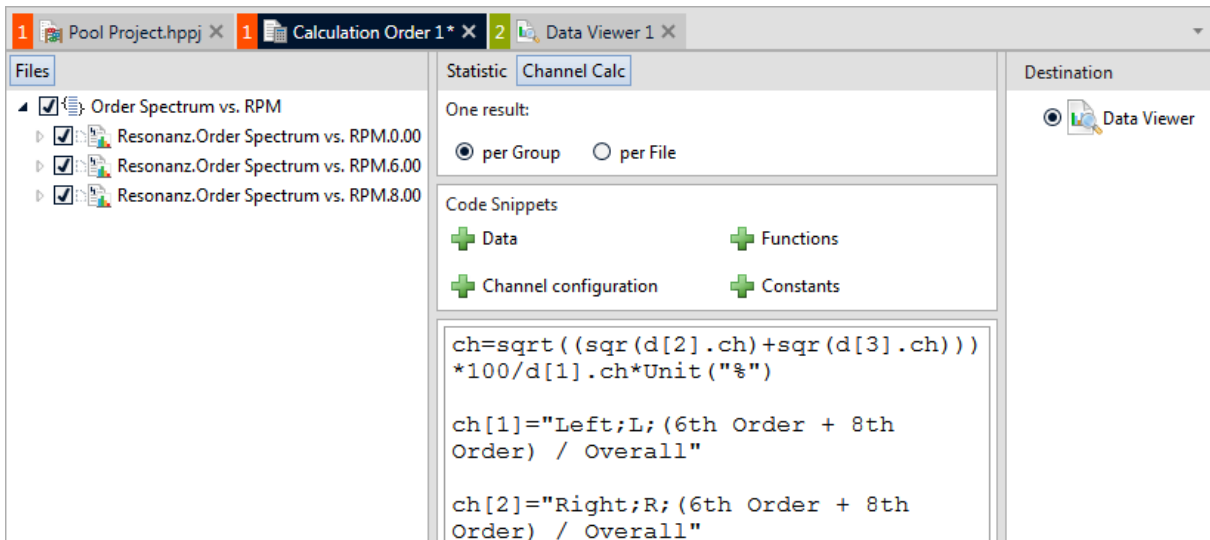 1 Pool Project.hppj 1 Calculation Order 1* 2 Data Viewer 1
Files
Order Spectrum vs. RPM
Resonanz.Order Spectrum vs. RPM.0.00
Resonanz.Order Spectrum vs. RPM.6.00
Resonanz.Order Spectrum vs. RPM.8.00
Statistic Channel Calc
One result:
per Group per File
Code Snippets
Data Functions
Channel configuration Constants
ch=sqrt((sqr(d[2].ch)+sqr(d[3].ch)))
*100/d[1].ch*Unit("%")
ch[1]="Left;L;(6th Order + 8th
Order) / Overall"
ch[2]="Right;R;(6th Order + 8th
Order) / Overall"
Destination
Data Viewer